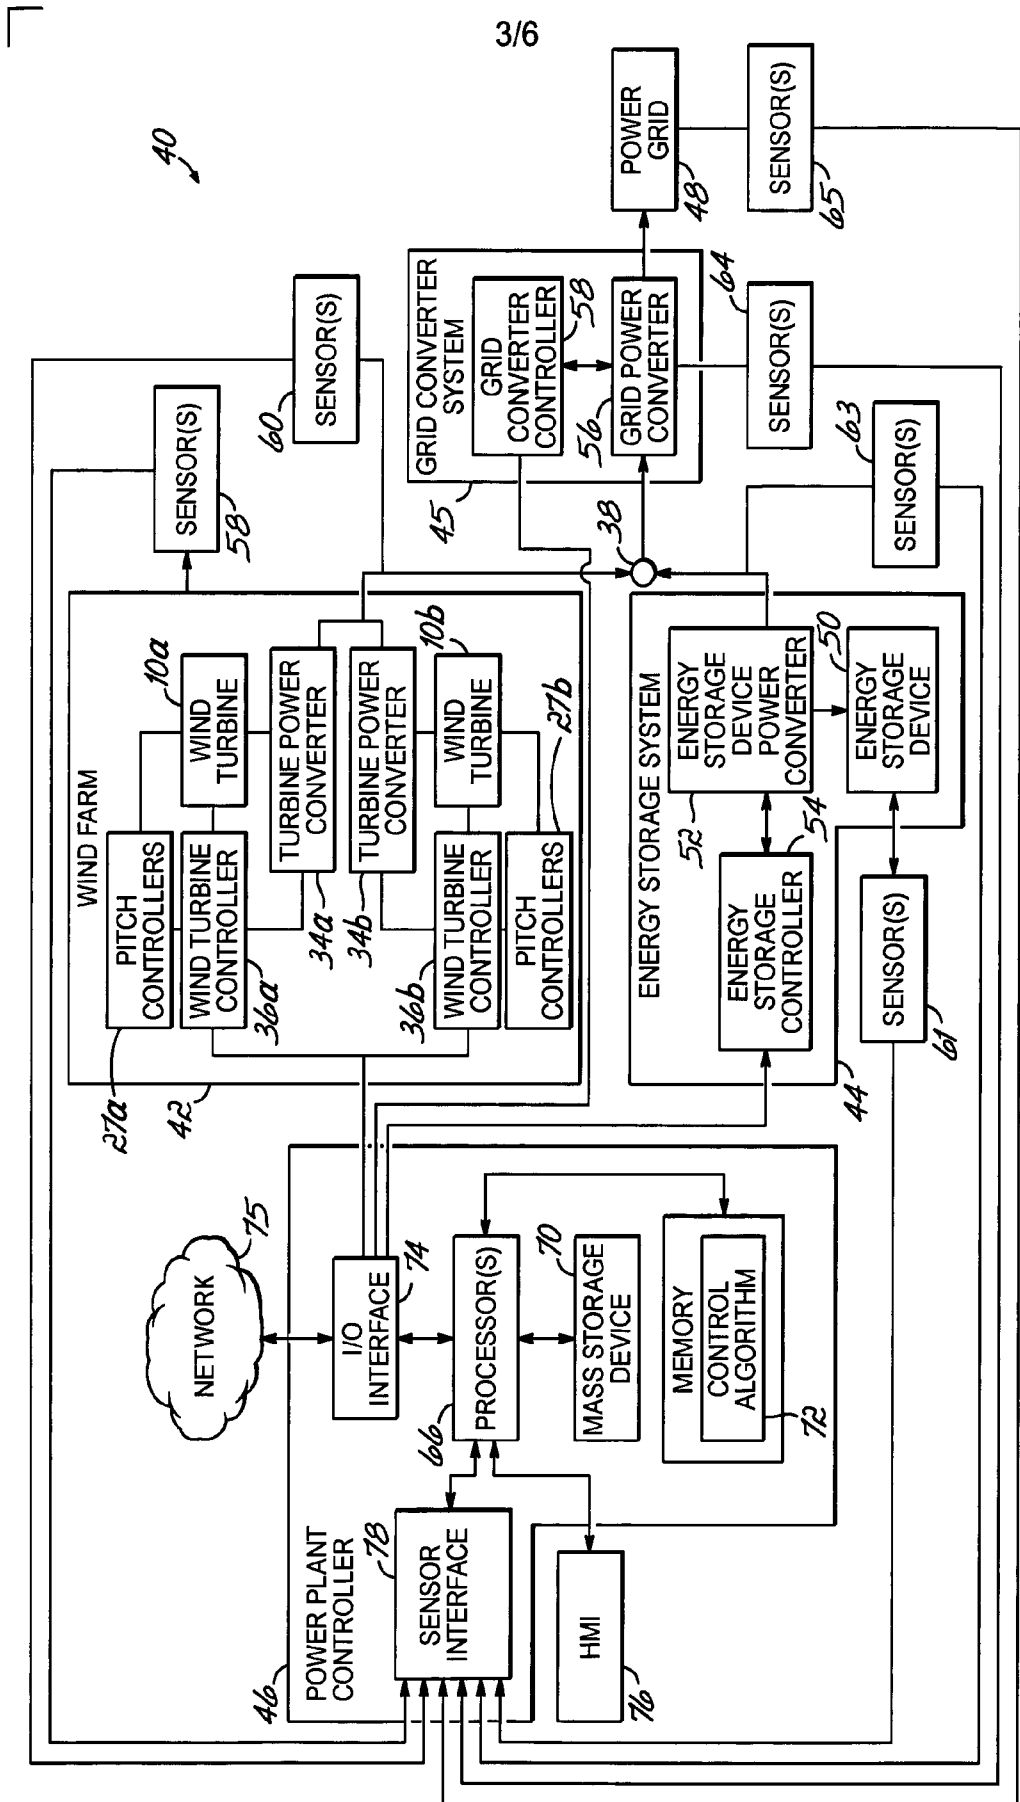 3/6
40
NETWORK
75
POWER PLANT
CONTROLLER
46
SENSOR
INTERFACE
78
I/O
INTERFACE
74
PROCESSOR(S)
66
MASS STORAGE
DEVICE
70
MEMORY
CONTROL
ALGORITHM
72
HMI
76
WIND FARM
42
PITCH
CONTROLLERS
27a
WIND TURBINE
CONTROLLER
36a
WIND
TURBINE
10a
TURBINE POWER
CONVERTER
34a
TURBINE POWER
CONVERTER
34b
WIND
TURBINE
10b
WIND TURBINE
CONTROLLER
36b
PITCH
CONTROLLERS
27b
SENSOR(S)
58
SENSOR(S)
60
ENERGY STORAGE SYSTEM
44
ENERGY
STORAGE
CONTROLLER
54
ENERGY
STORAGE
DEVICE
POWER
CONVERTER
52
ENERGY
STORAGE
DEVICE
50
SENSOR(S)
61
38
GRID CONVERTER
SYSTEM
45
GRID
CONVERTER
CONTROLLER
58
GRID POWER
CONVERTER
56
SENSOR(S)
63
SENSOR(S)
64
POWER
GRID
48
SENSOR(S)
65